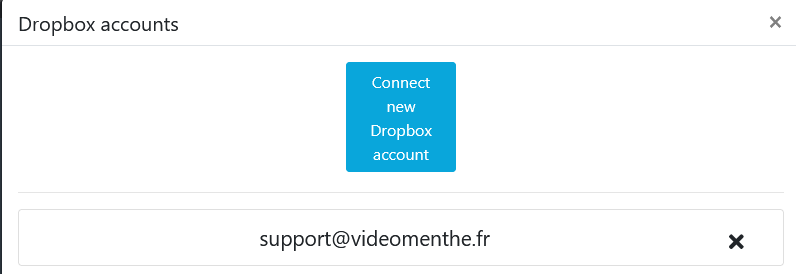 Dropbox accounts
Connect
new
Dropbox
account
support@videomenthe.fr